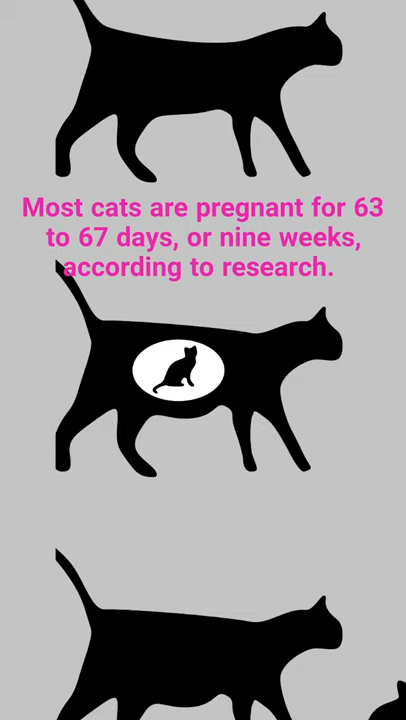 Most cats are pregnant for 63
to 67 days, or nine weeks,
according to research.